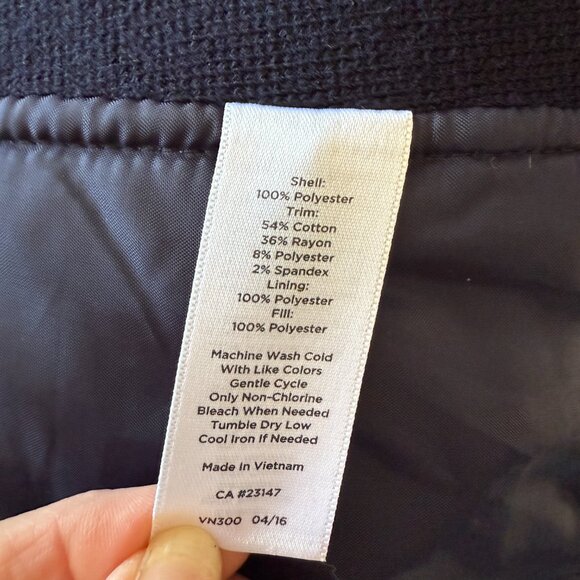 Shell:
100% Polyester
Trim:
54% Cotton
36% Rayon
8% Polyester
2% Spandex
Lining:
100% Polyester
Fill:
100% Polyester
Machine Wash Cold
With Like Colors
Gentle Cycle
Only Non-Chlorine
Bleach When Needed
Tumble Dry Low
Cool Iron If Needed
Made In Vietnam
CA #23147
VN300 04/16